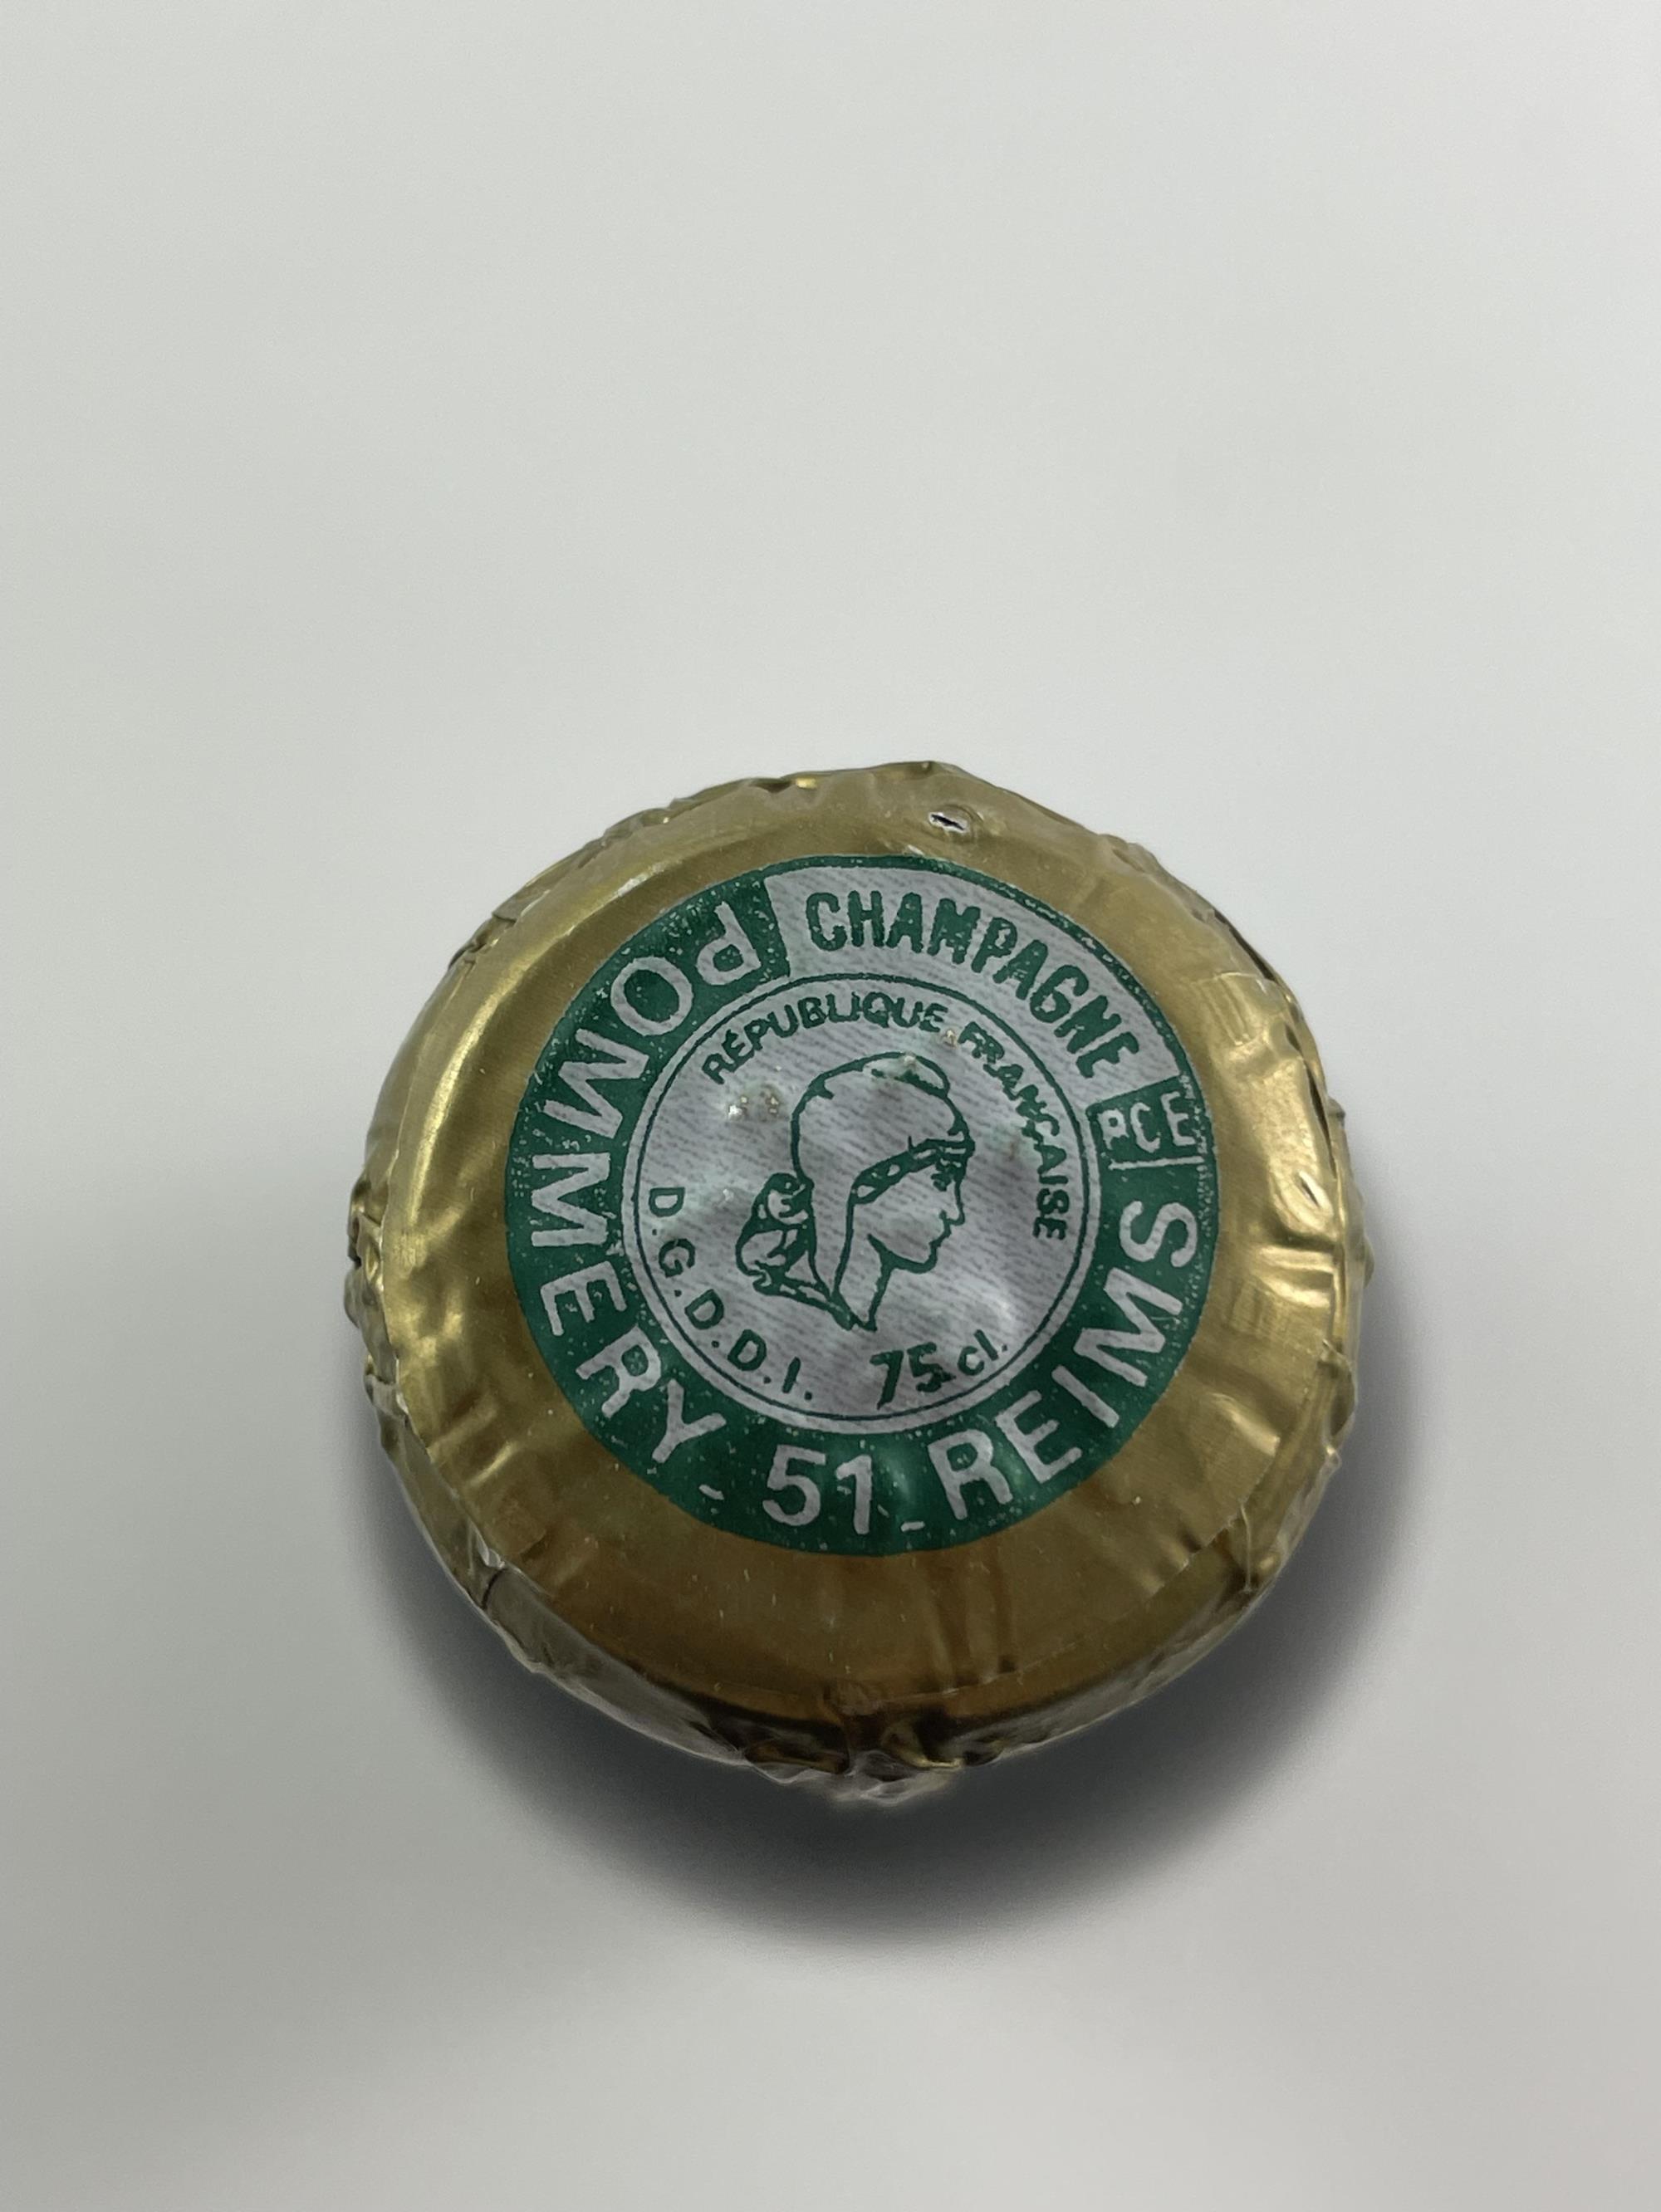 CHAMPAGNE
PCE
POMMERY - 51 - REIMS
RÉPUBLIQUE FRANÇAISE
D.G.D.D.I. 75 cl.